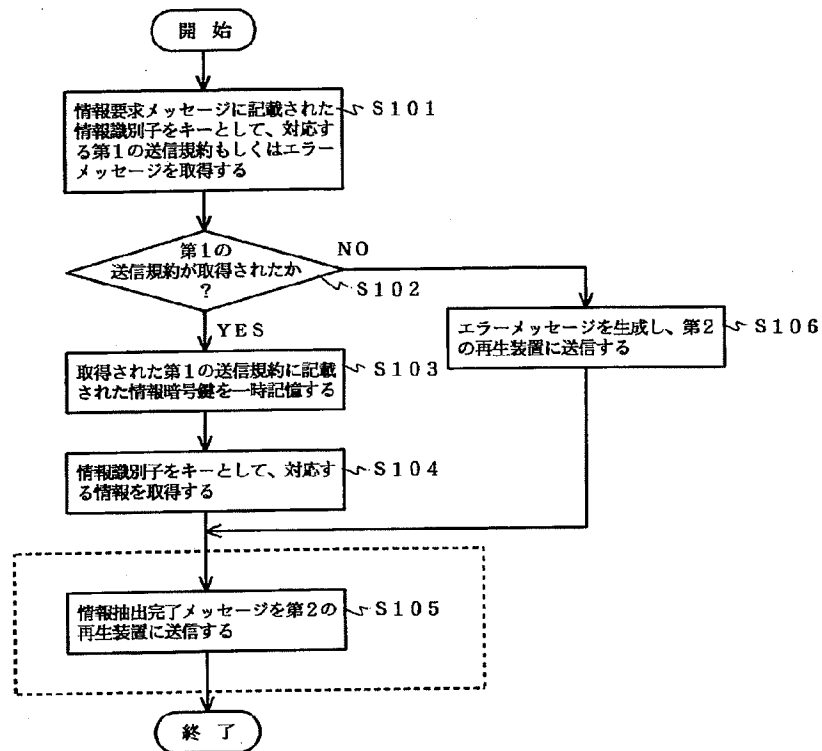 開 始
情報要求メッセージに記載された
情報識別子をキーとして、対応す
る第1の送信規約もしくはエラー
メッセージを取得する
S101
第1の
送信規約が取得されたか
?
NO
S102
YES
エラーメッセージを生成し、第2
の再生装置に送信する
S106
取得された第1の送信規約に記載
された情報暗号鍵を一時記憶する
S103
情報識別子をキーとして、対応す
る情報を取得する
S104
情報抽出完了メッセージを第2の
再生装置に送信する
S105
終 了